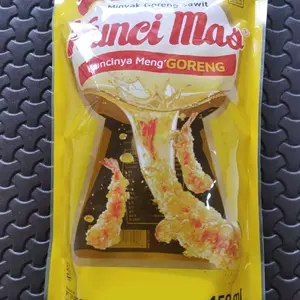 Minyak Goreng Sawit
Kunci Mas
Kuncinya Meng'GORENG